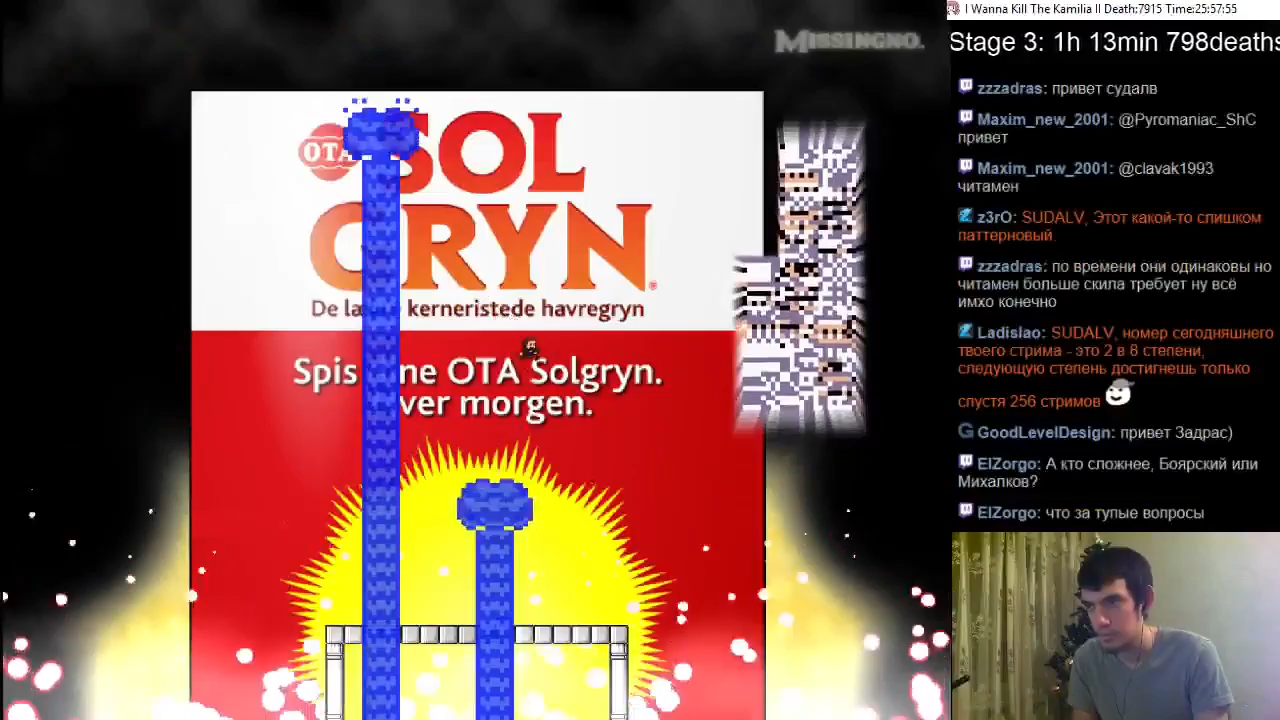 I Wanna Kill The Kamilia II Death:7915 Time:25:57:55
MISSINGNO.
Stage 3: 1h 13min 798deaths
OTA
SOL
GRYN
®
De læ kerneristede havregryn
Spis ne OTA Solgryn.
ver morgen.
zzzadras: привет судалв
Maxim_new_2001: @Pyromaniac_ShC
привет
Maxim_new_2001: @clavak1993
читамен
z3rO: SUDALV, Этот какой-то слишком
паттерновый
zzzadras: по времени они одинаковы но
читамен больше скила требует ну всё
имхо конечно
Ladislao: SUDALV, номер сегодняшнего
твоего стрима - это 2 в 8 степени,
следующую степень достигнешь только
спустя 256 стримов
GoodLevelDesign: привет Задрас)
ElZorgo: А кто сложнее, Боярский или
Михалков?
ElZorgo: что за тупые вопросы